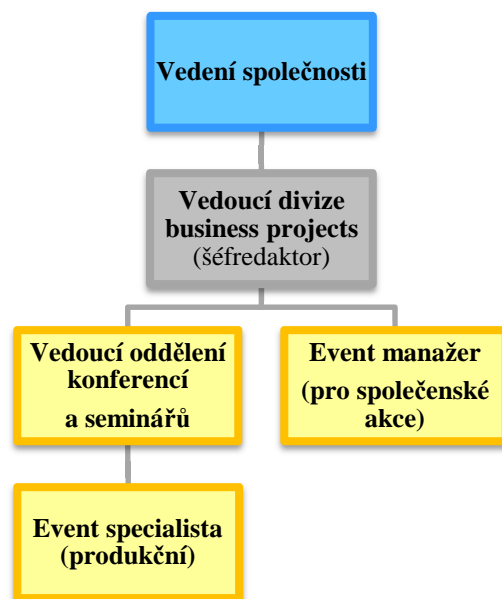 Vedení společnosti
Vedoucí divize
business projects
(šéfredaktor)
Vedoucí oddělení
konferencí
a seminářů
Event manažer
(pro společenské
akce)
Event specialista
(produkční)